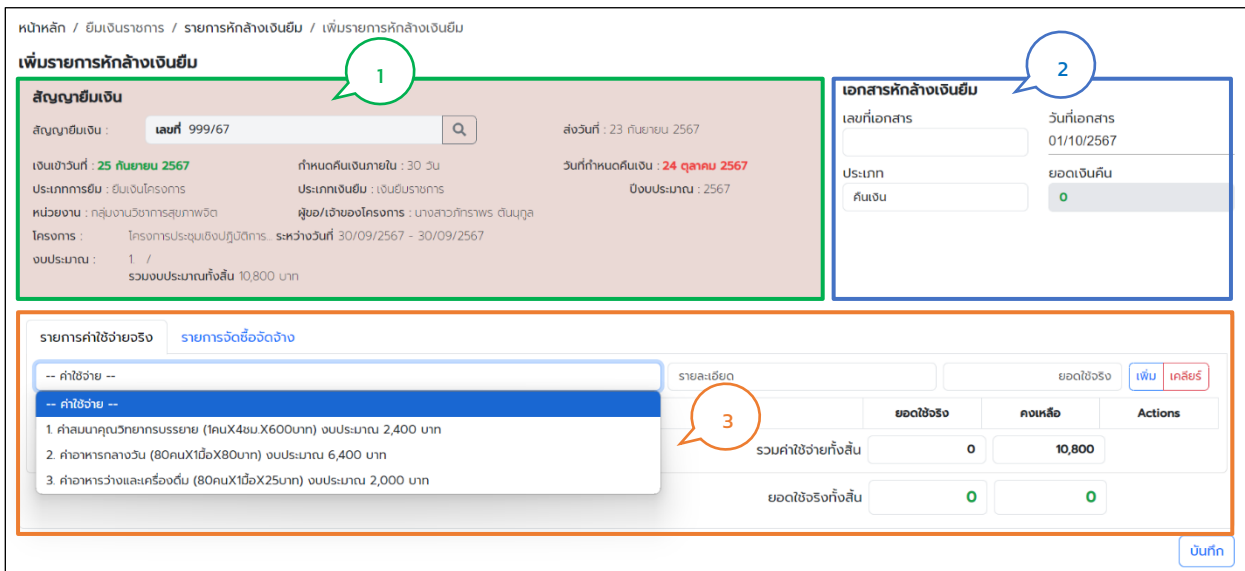 หน้าหลัก / ยืมเงินราชการ / รายการหักล้างเงินยืม / เพิ่มรายการหักล้างเงินยืม
เพิ่มรายการหักล้างเงินยืม
1
สัญญายืมเงิน
สัญญายืมเงิน : เลขที่ 999/67 ส่งวันที่ : 23 กันยายน 2567
เงินเข้าวันที่ : 25 กันยายน 2567 กำหนดคืนเงินภายใน : 30 วัน วันที่กำหนดคืนเงิน : 24 ตุลาคม 2567
ประเภทการยืม : ยืมเงินโครงการ ประเภทเงินยืม : เงินยืมราชการ ปีงบประมาณ : 2567
หน่วยงาน : กลุ่มงานวิชาการสุขภาพจิต ผู้ขอ/เจ้าของโครงการ : นางสาวภัทราพร ตันนุกูล
โครงการ : โครงการประชุมเชิงปฏิบัติการ... ระหว่างวันที่ 30/09/2567 - 30/09/2567
งบประมาณ : 1 /
รวมงบประมาณทั้งสิ้น 10,800 บาท
2
เอกสารหักล้างเงินยืม
เลขที่เอกสาร วันที่เอกสาร
01/10/2567
ประเภท ยอดเงินคืน
คืนเงิน 0
รายการค่าใช้จ่ายจริง รายการจัดซื้อจัดจ้าง
-- ค่าใช้จ่าย -- รายละเอียด ยอดใช้จริง เพิ่ม เคลียร์
-- ค่าใช้จ่าย --
1. ค่าสมนาคุณวิทยากรบรรยาย (1คนX4ชม.X600บาท) งบประมาณ 2,400 บาท
2. ค่าอาหารกลางวัน (80คนX1มื้อX80บาท) งบประมาณ 6,400 บาท
3. ค่าอาหารว่างและเครื่องดื่ม (80คนX1มื้อX25บาท) งบประมาณ 2,000 บาท
3
ยอดใช้จริง คงเหลือ Actions
รวมค่าใช้จ่ายทั้งสิ้น 0 10,800
ยอดใช้จริงทั้งสิ้น 0 0
บันทึก